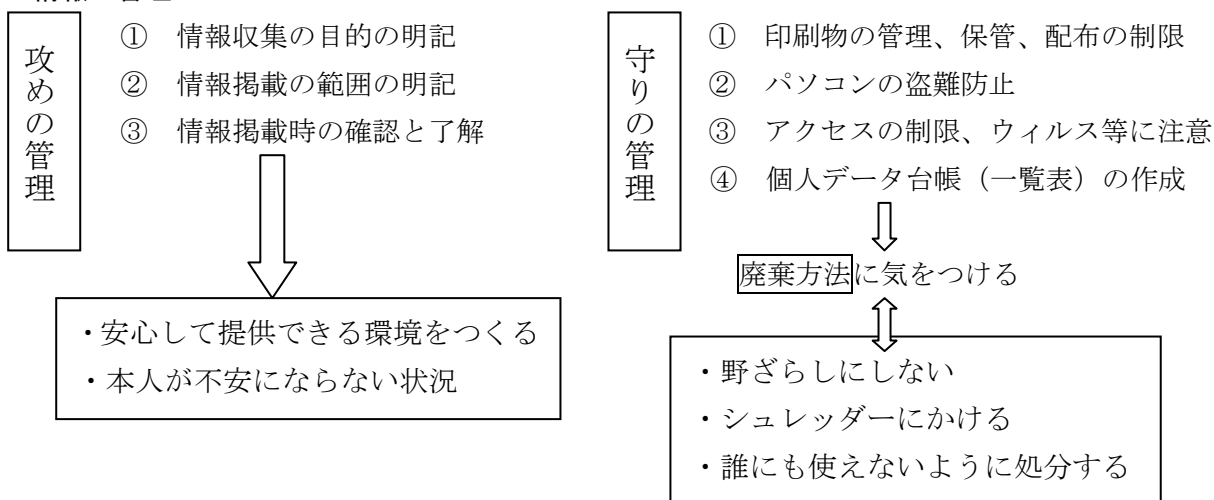 攻めの管理
① 情報収集の目的の明記
② 情報掲載の範囲の明記
③ 情報掲載時の確認と了解
・安心して提供できる環境をつくる
・本人が不安にならない状況
守りの管理
① 印刷物の管理、保管、配布の制限
② パソコンの盗難防止
③ アクセスの制限、ウィルス等に注意
④ 個人データ台帳（一覧表）の作成
廃棄方法に気をつける
・野ざらしにしない
・シュレッダーにかける
・誰にも使えないように処分する